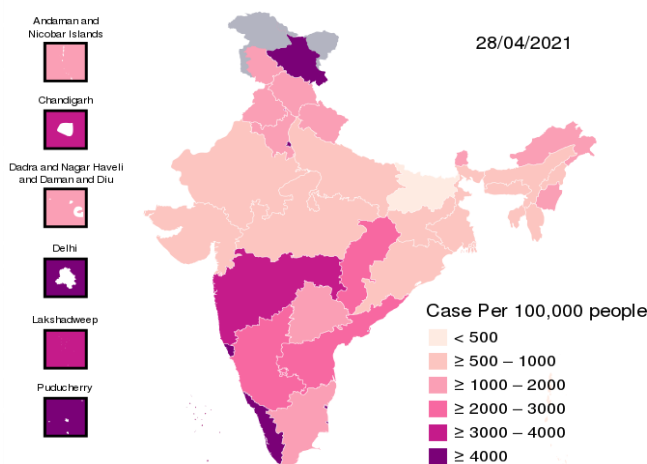 Andaman and
Nicobar Islands
28/04/2021
Chandigarh
Dadra and Nagar Haveli
and Daman and Diu
Delhi
Lakshadweep
Puducherry
Case Per 100,000 people
< 500
≥ 500 – 1000
≥ 1000 – 2000
≥ 2000 – 3000
≥ 3000 – 4000
≥ 4000